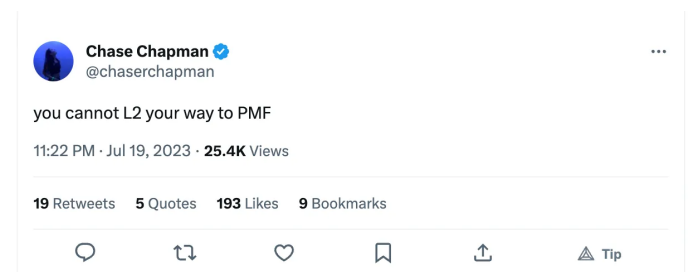 Chase Chapman
@chaserchapman
you cannot L2 your way to PMF
11:22 PM · Jul 19, 2023 · 25.4K Views
19 Retweets 5 Quotes 193 Likes 9 Bookmarks
Tip